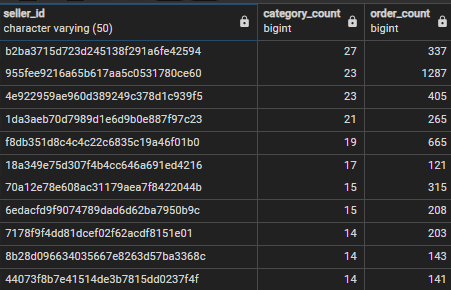 seller_id category_count order_count
character varying (50) bigint bigint
b2ba3715d723d245138f291a6fe42594 27 337
955fee9216a65b617aa5c0531780ce60 23 1287
4e922959ae960d389249c378d1c939f5 23 405
1da3aeb70d7989d1e6d9b0e887f97c23 21 265
f8db351d8c4c4c22c6835c19a46f01b0 19 665
18a349e75d307f4b4cc646a691ed4216 17 121
70a12e78e608ac31179aea7f8422044b 15 315
6edacfd9f9074789dad6d62ba7950b9c 15 208
7178f9f4dd81dcef02f62acdf8151e01 14 203
8b28d096634035667e8263d57ba3368c 14 143
44073f8b7e41514de3b7815dd0237f4f 14 141